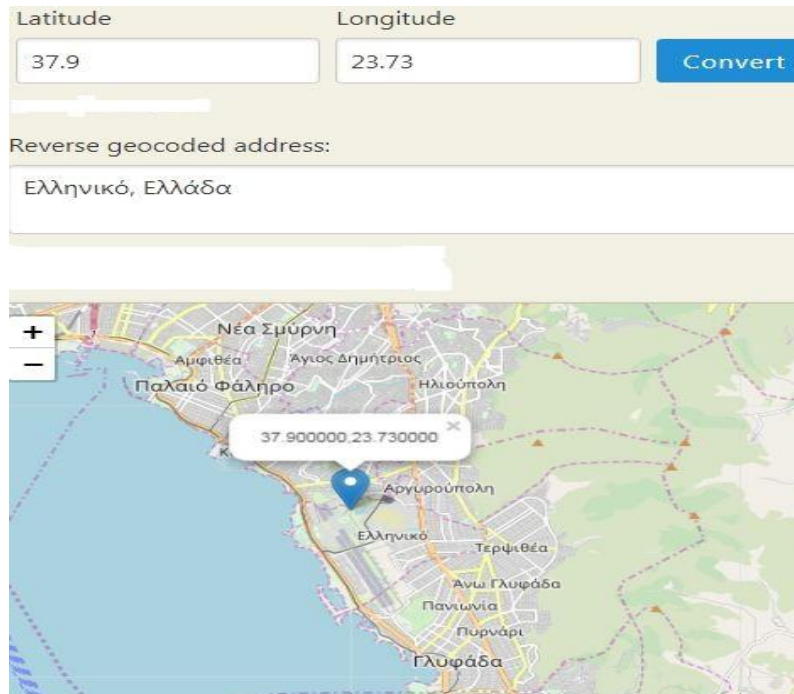 Latitude Longitude
37.9 23.73 Convert
Reverse geocoded address:
Ελληνικό, Ελλάδα
+
−
Νέα Σμύρνη
Αμφιθέα Άγιος Δημήτριος
Παλαιό Φάληρο Ηλιούπολη
37.900000,23.730000 ×
Αργυρούπολη
Ελληνικό
Τερψιθέα
Άνω Γλυφάδα
Πανιωνία
Πυρνάρι
Γλυφάδα